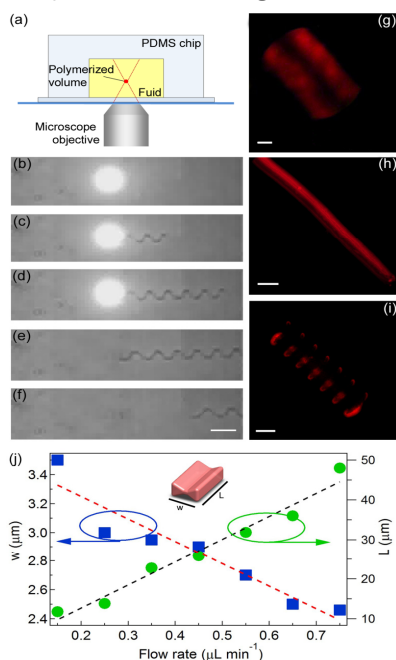 (a)
PDMS chip
Polymerized
volume
Fuid
Microscope
objective
(b)
(c)
(d)
(e)
(f)
(g)
(h)
(i)
(j)
w (μm)
3.4
3.2
3.0
2.8
2.6
2.4
w
L
50
40
30
20
10
L (μm)
0.2 0.3 0.4 0.5 0.6 0.7
Flow rate (μL min⁻¹)